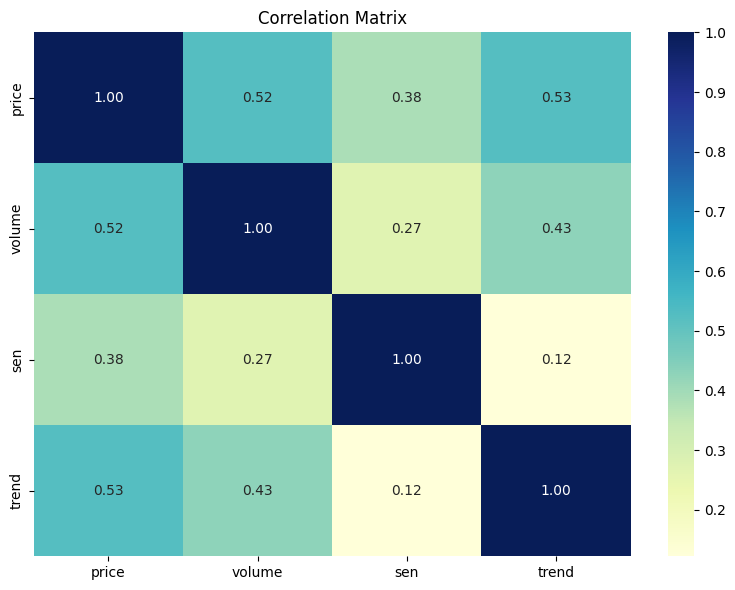 Correlation Matrix
price 1.00 0.52 0.38 0.53
volume 0.52 1.00 0.27 0.43
sen 0.38 0.27 1.00 0.12
trend 0.53 0.43 0.12 1.00
price volume sen trend
1.0
0.9
0.8
0.7
0.6
0.5
0.4
0.3
0.2